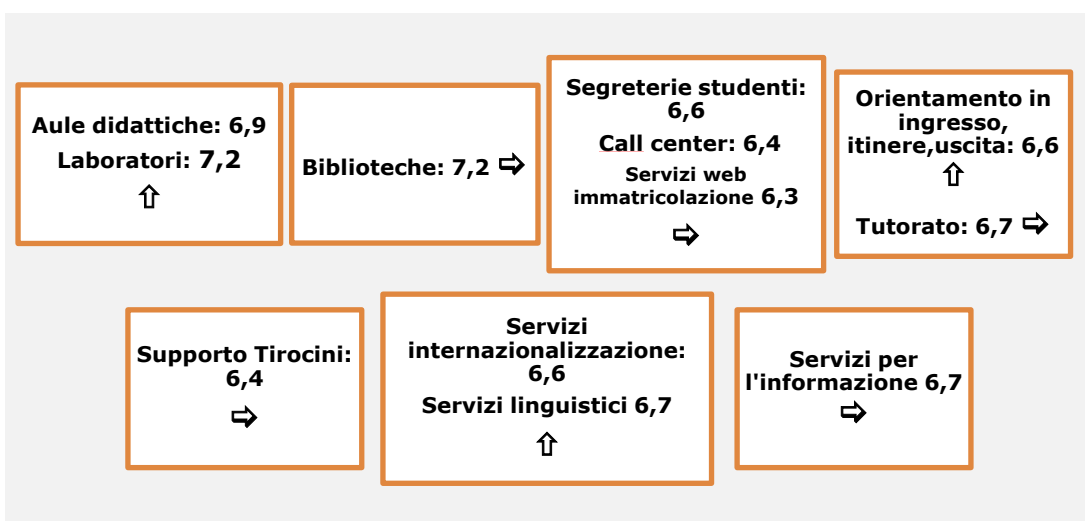 Aule didattiche: 6,9
Laboratori: 7,2
⇧
Biblioteche: 7,2 ⇨
Segreterie studenti:
6,6
Call center: 6,4
Servizi web
immatricolazione 6,3
⇨
Orientamento in
ingresso,
itinere,uscita: 6,6
⇧
Tutorato: 6,7 ⇨
Supporto Tirocini:
6,4
⇨
Servizi
internazionalizzazione:
6,6
Servizi linguistici 6,7
⇧
Servizi per
l'informazione 6,7
⇨